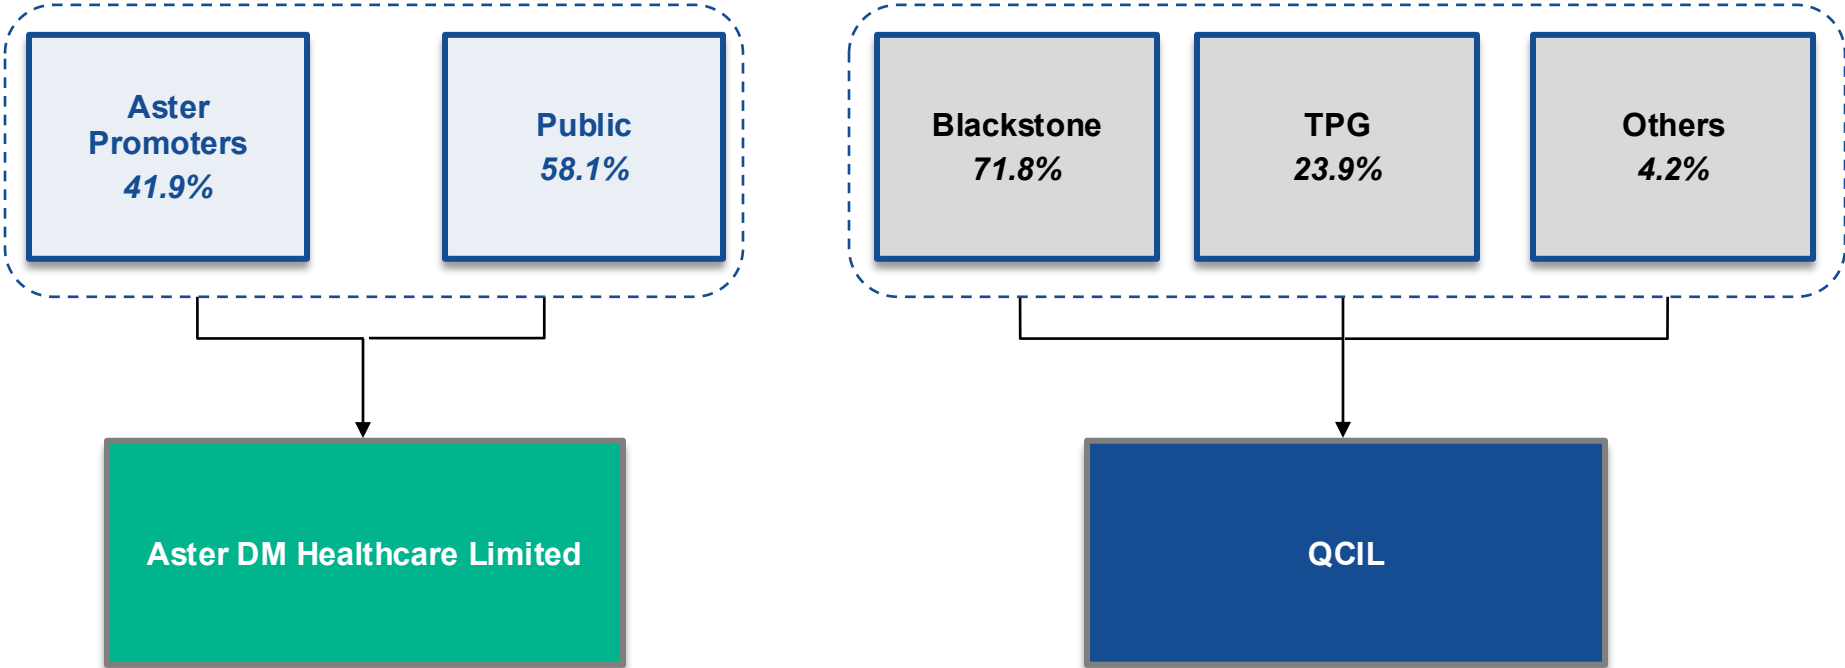 Aster
Promoters
41.9%
Public
58.1%
Blackstone
71.8%
TPG
23.9%
Others
4.2%
Aster DM Healthcare Limited
QCIL